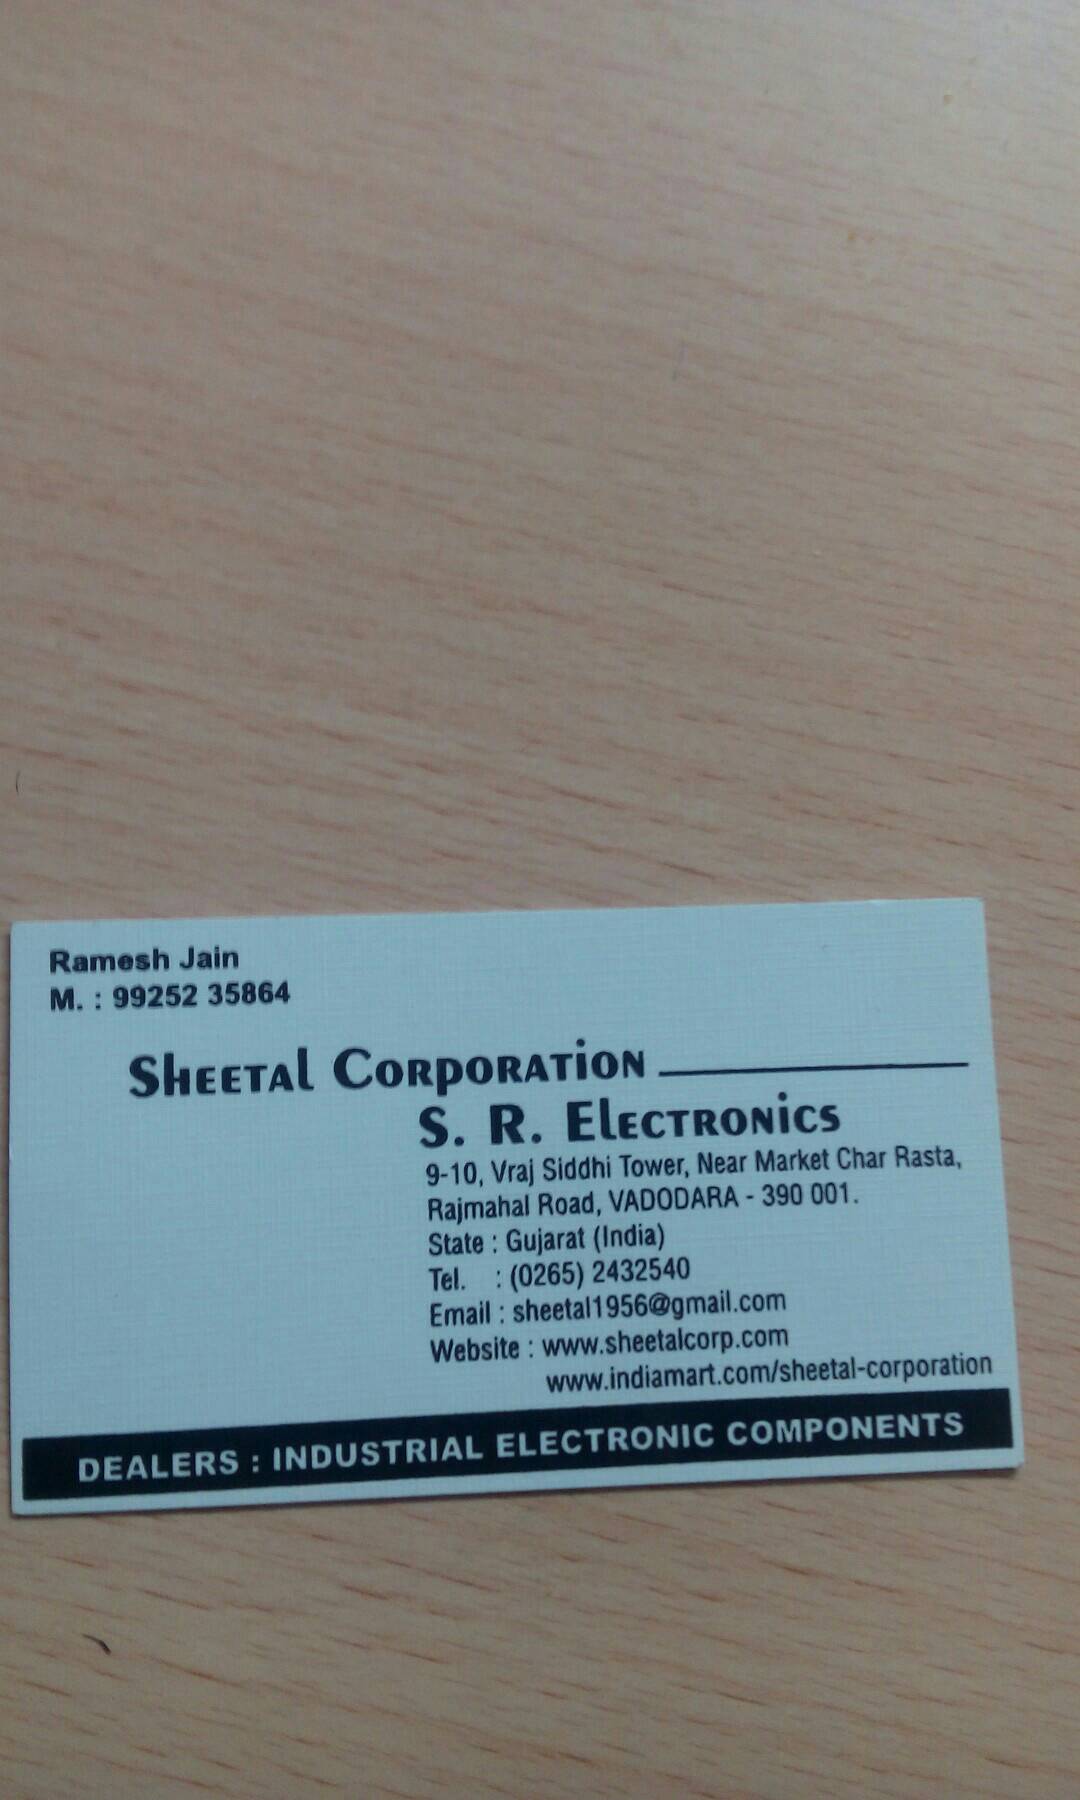 Ramesh Jain
M. : 99252 35864
Sheetal Corporation
S. R. Electronics
9-10, Vraj Siddhi Tower, Near Market Char Rasta,
Rajmahal Road, VADODARA - 390 001.
State : Gujarat (India)
Tel. : (0265) 2432540
Email : sheetal1956@gmail.com
Website : www.sheetalcorp.com
www.indiamart.com/sheetal-corporation
DEALERS : INDUSTRIAL ELECTRONIC COMPONENTS